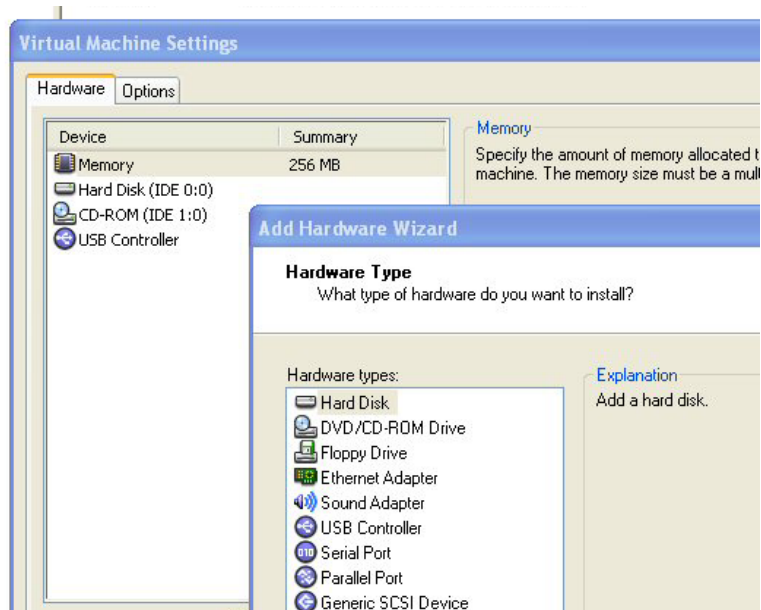 Virtual Machine Settings
Hardware Options
Device Summary
Memory 256 MB
Hard Disk (IDE 0:0)
CD-ROM (IDE 1:0)
USB Controller
Memory
Specify the amount of memory allocated t
machine. The memory size must be a mul
Add Hardware Wizard
Hardware Type
What type of hardware do you want to install?
Hardware types:
Hard Disk
DVD/CD-ROM Drive
Floppy Drive
Ethernet Adapter
Sound Adapter
USB Controller
Serial Port
Parallel Port
Generic SCSI Device
Explanation
Add a hard disk.